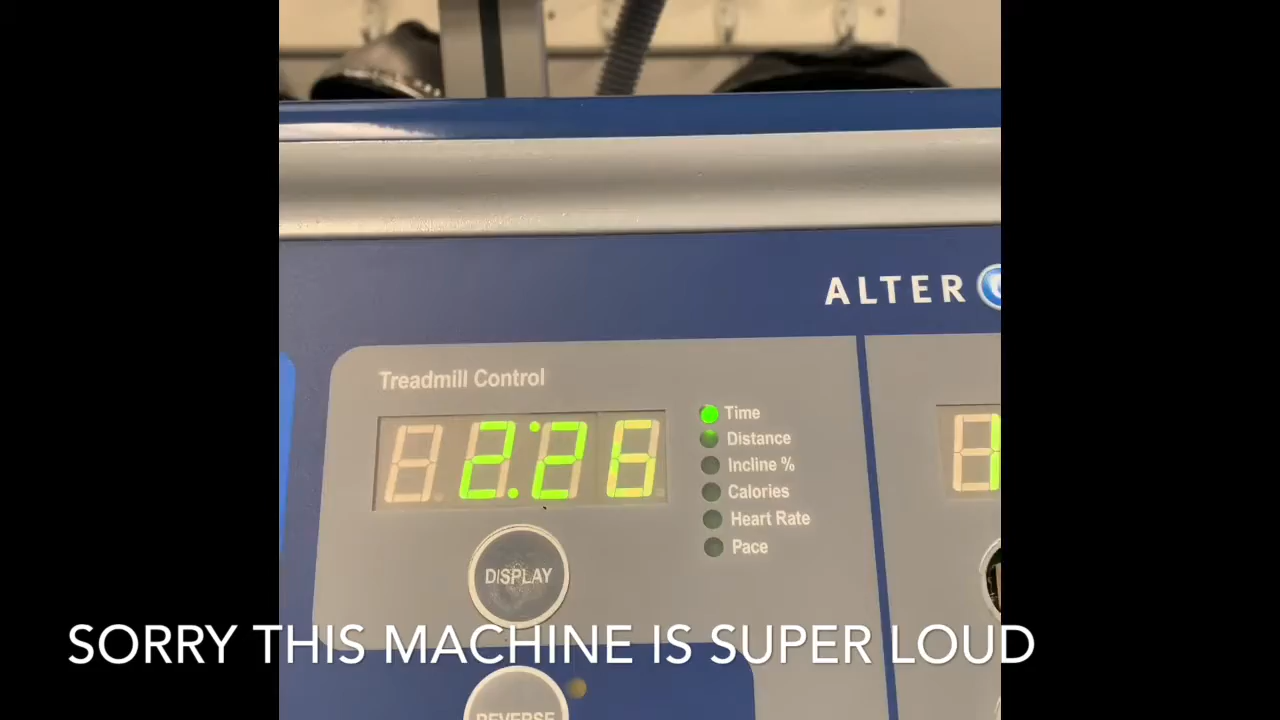 ALTER
Treadmill Control
2:26
Time
Distance
Incline %
Calories
Heart Rate
Pace
DISPLAY
SORRY THIS MACHINE IS SUPER LOUD
REVERSE